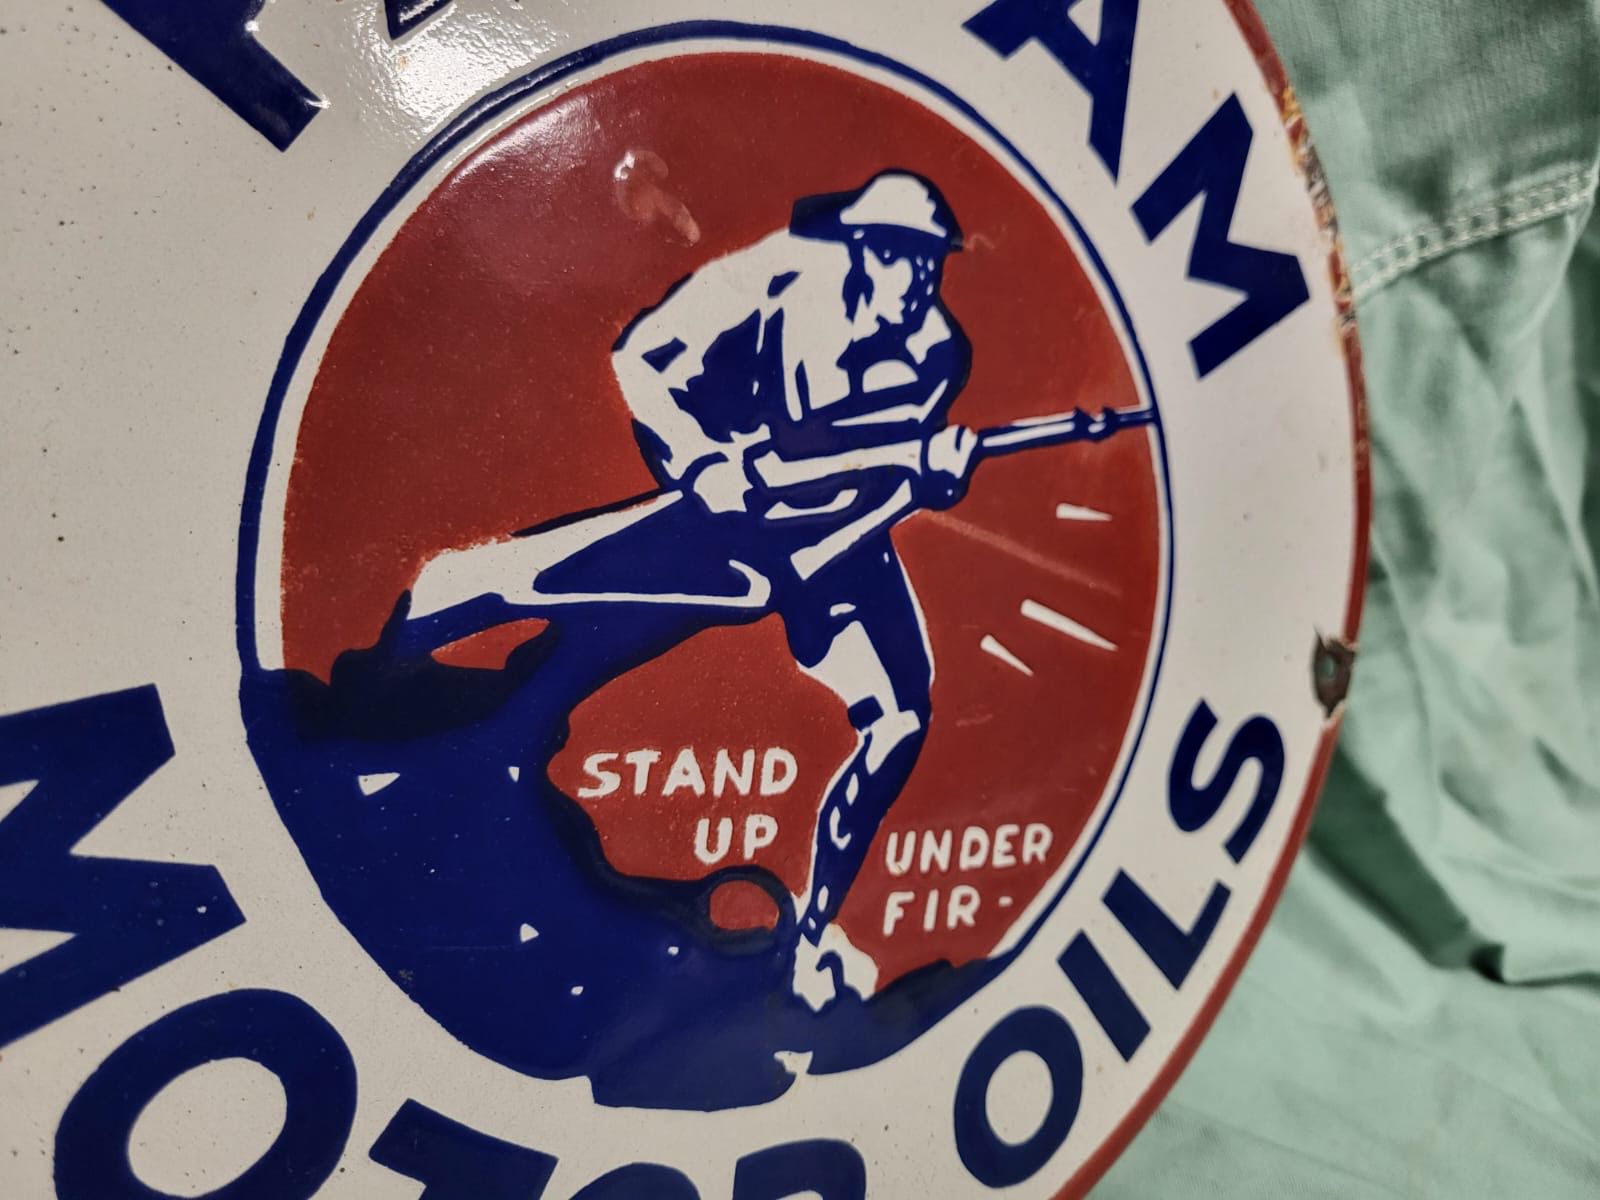 AM
STAND
UP
UNDER
FIR-
MOTOR OILS